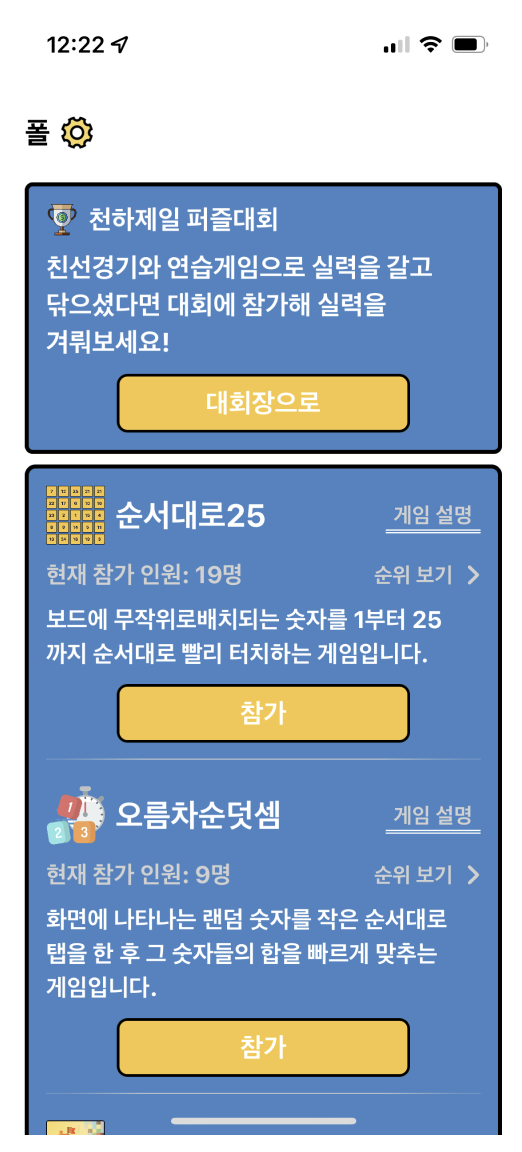 12:22
폴
천하제일 퍼즐대회
친선경기와 연습게임으로 실력을 갈고
닦으셨다면 대회에 참가해 실력을
겨뤄보세요!
대회장으로
순서대로25
게임 설명
현재 참가 인원: 19명
순위 보기
보드에 무작위로배치되는 숫자를 1부터 25
까지 순서대로 빨리 터치하는 게임입니다.
참가
1
2 3
오름차순덧셈
게임 설명
현재 참가 인원: 9명
순위 보기
화면에 나타나는 랜덤 숫자를 작은 순서대로
탭을 한 후 그 숫자들의 합을 빠르게 맞추는
게임입니다.
참가